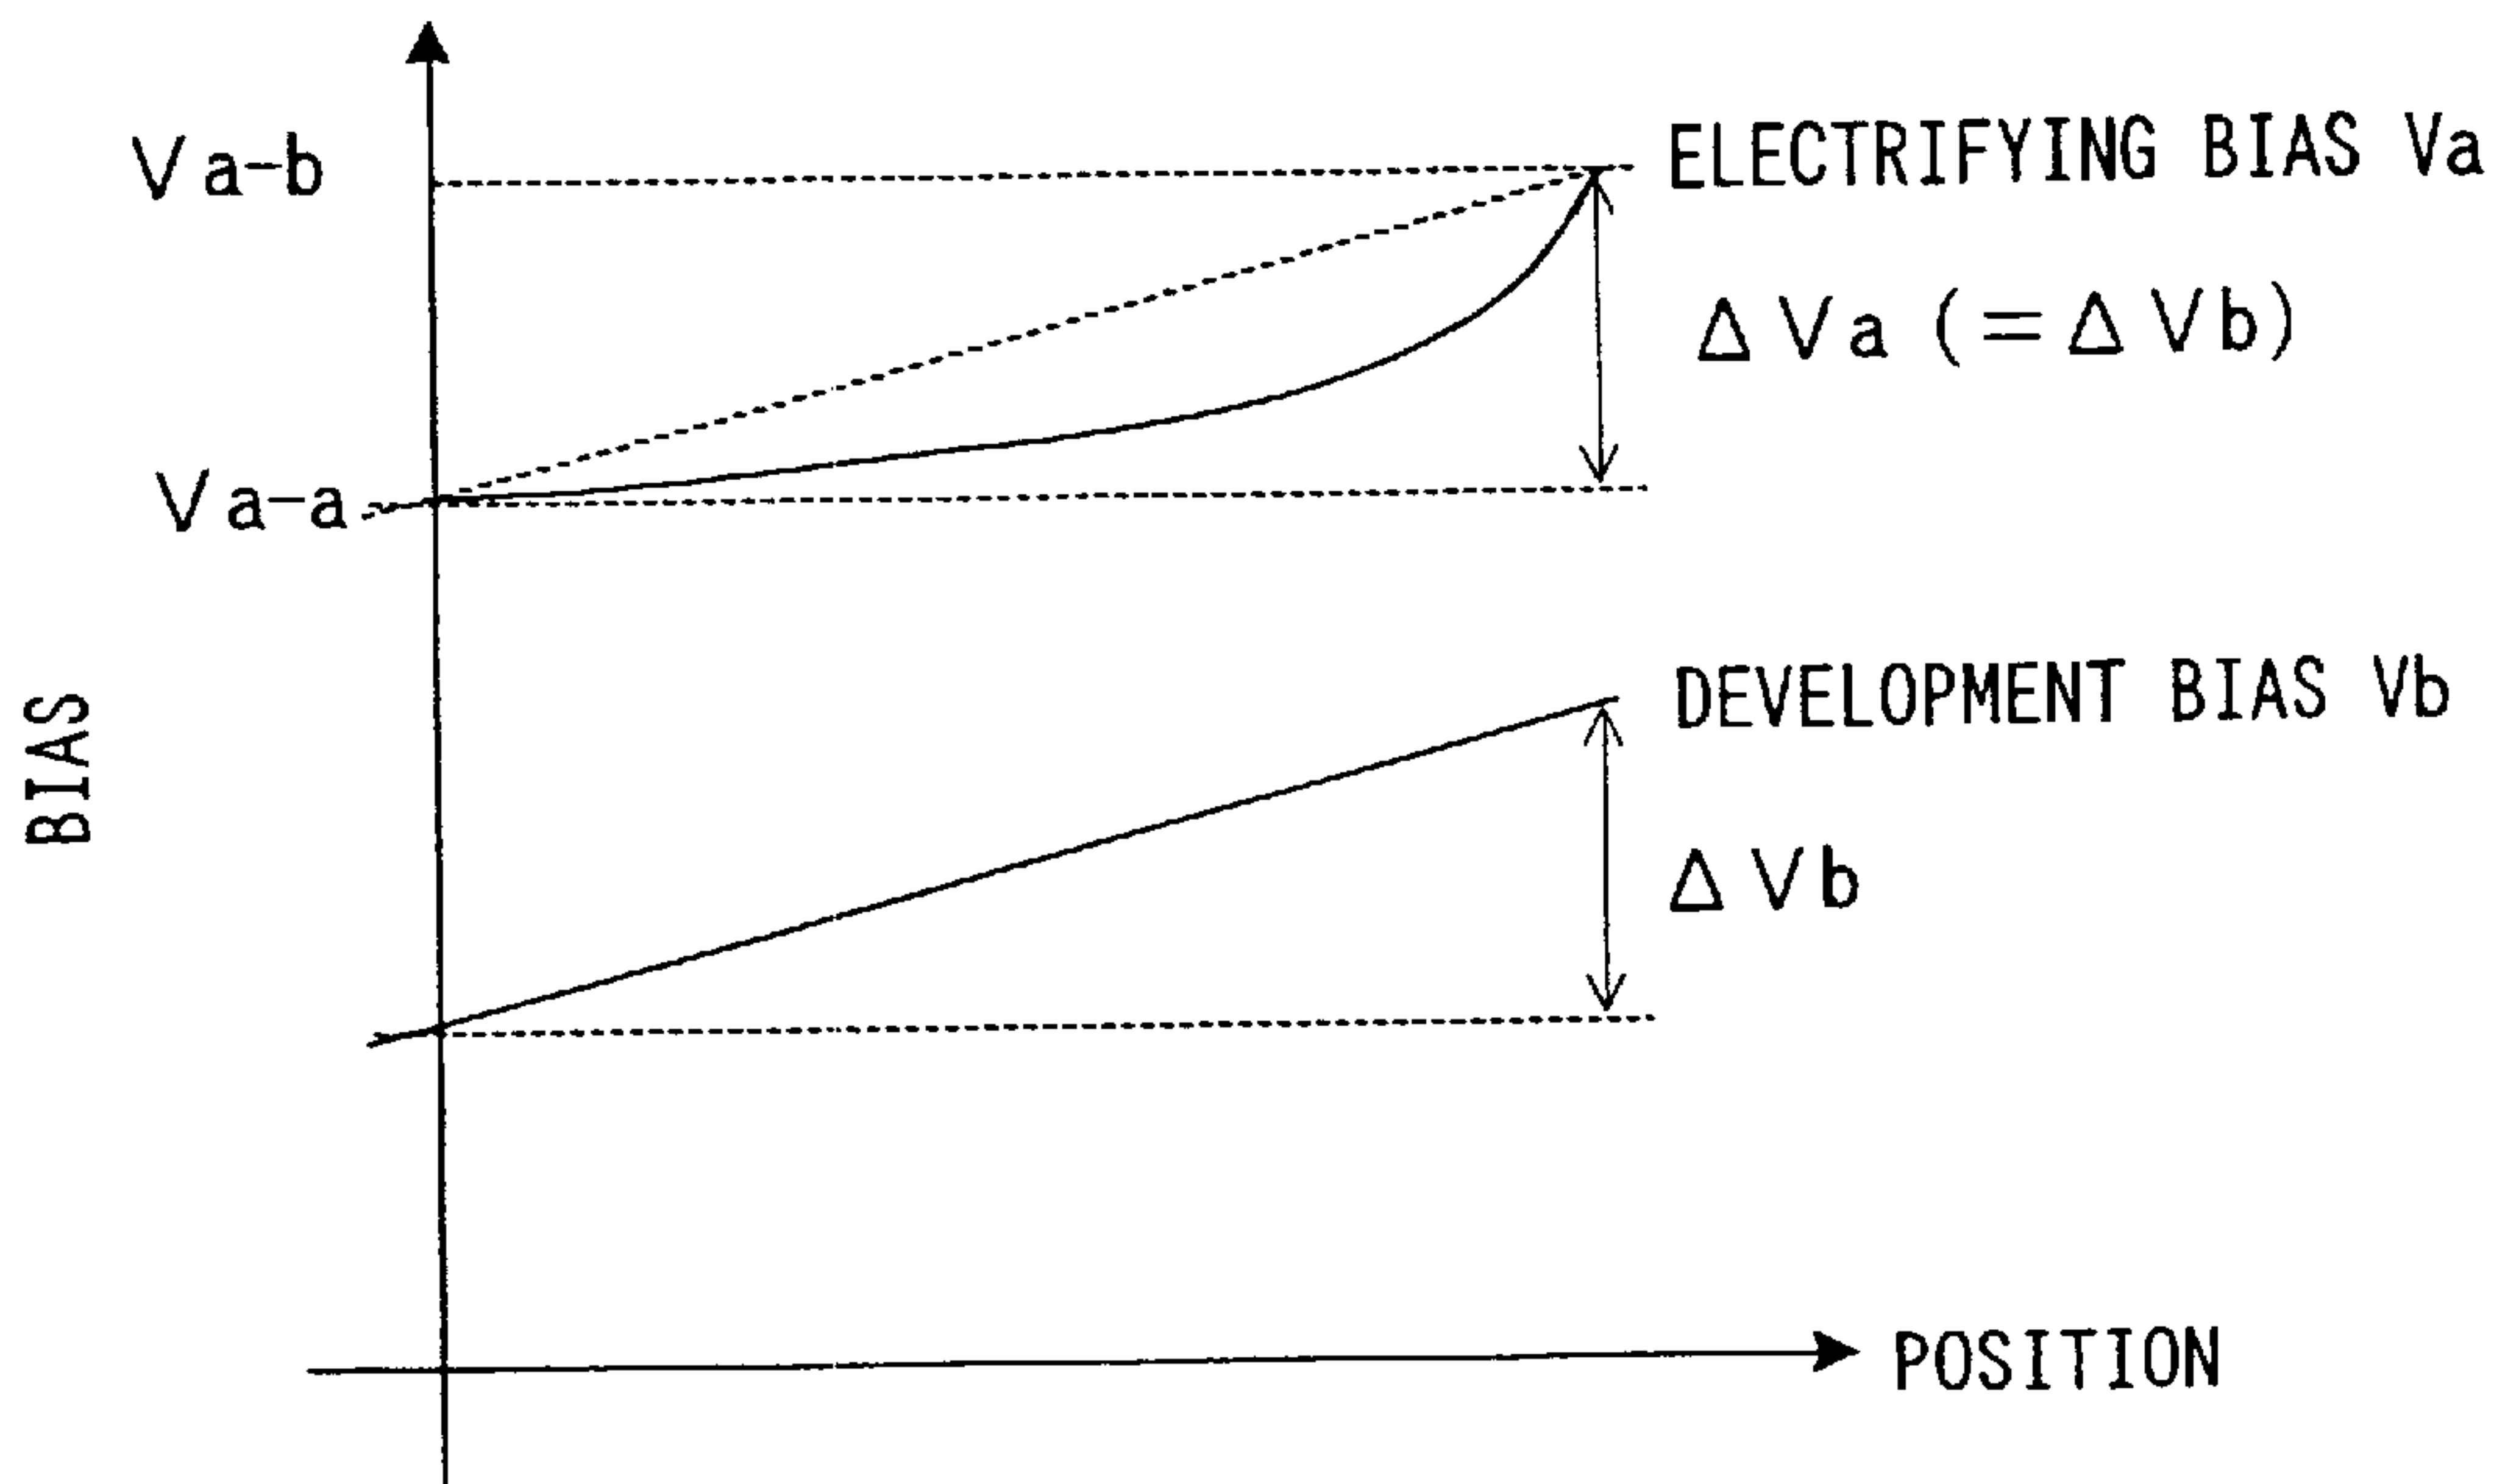 Va-b
ELECTRIFYING BIAS Va
ΔVa (=ΔVb)
Va-a
DEVELOPMENT BIAS Vb
BIAS
ΔVb
POSITION